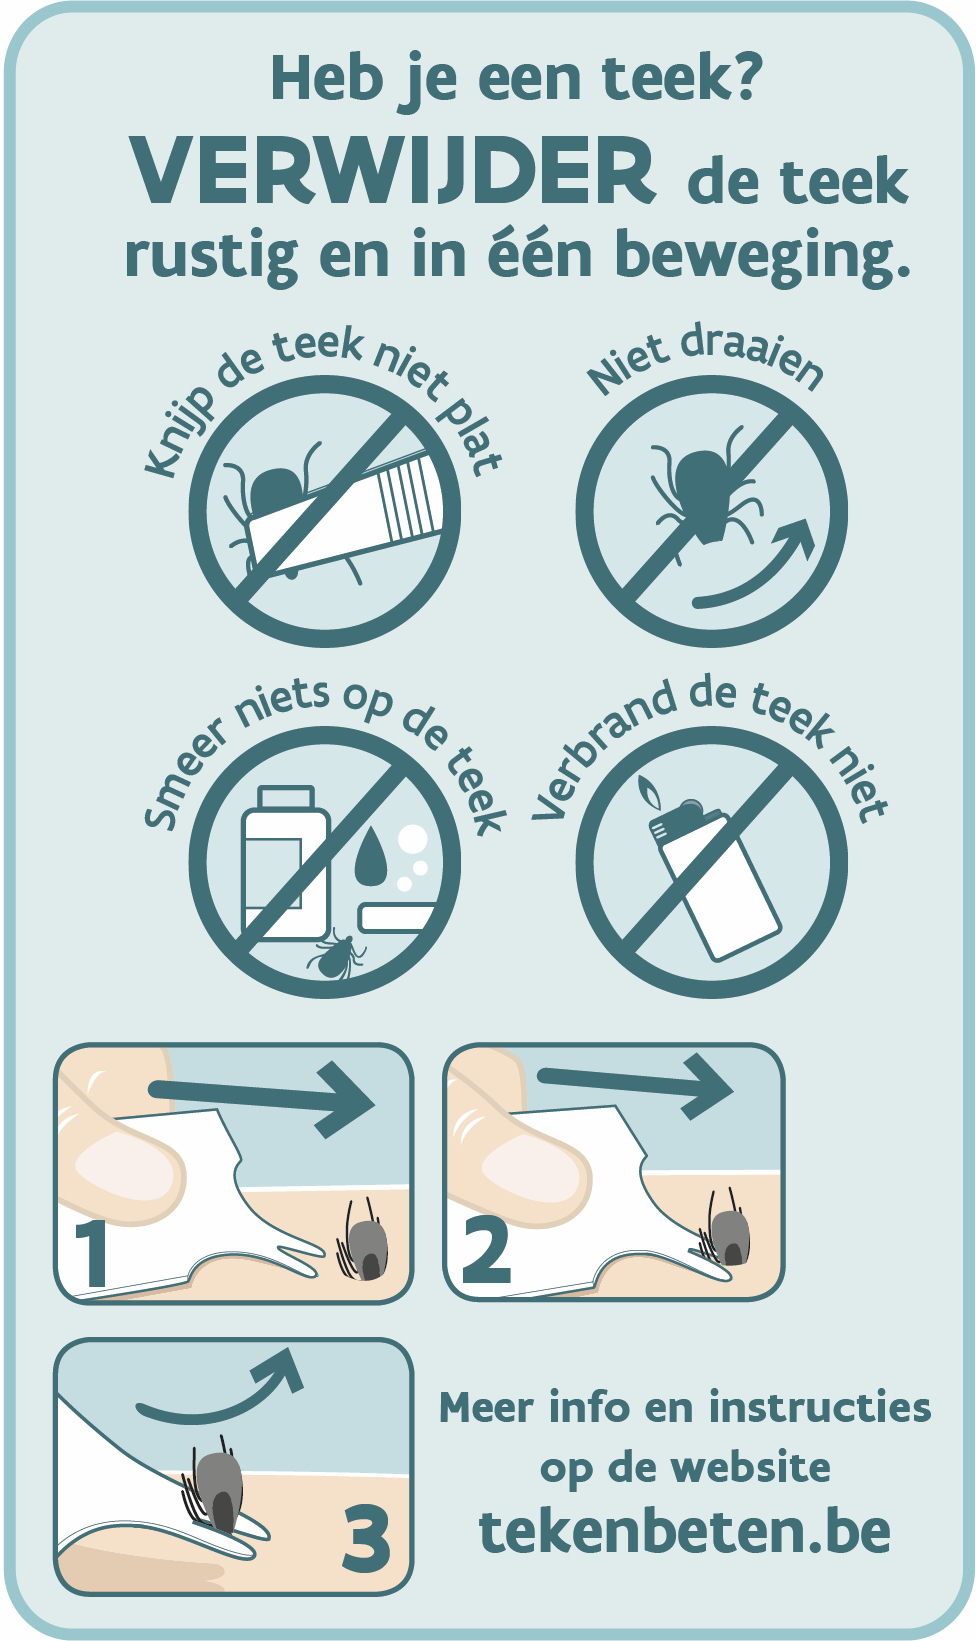 Heb je een teek?
VERWIJDER de teek
rustig en in één beweging.
Knijp de teek niet plat
Niet draaien
Smeer niets op de teek
Verbrand de teek niet
1
2
3
Meer info en instructies
op de website
tekenbeten.be